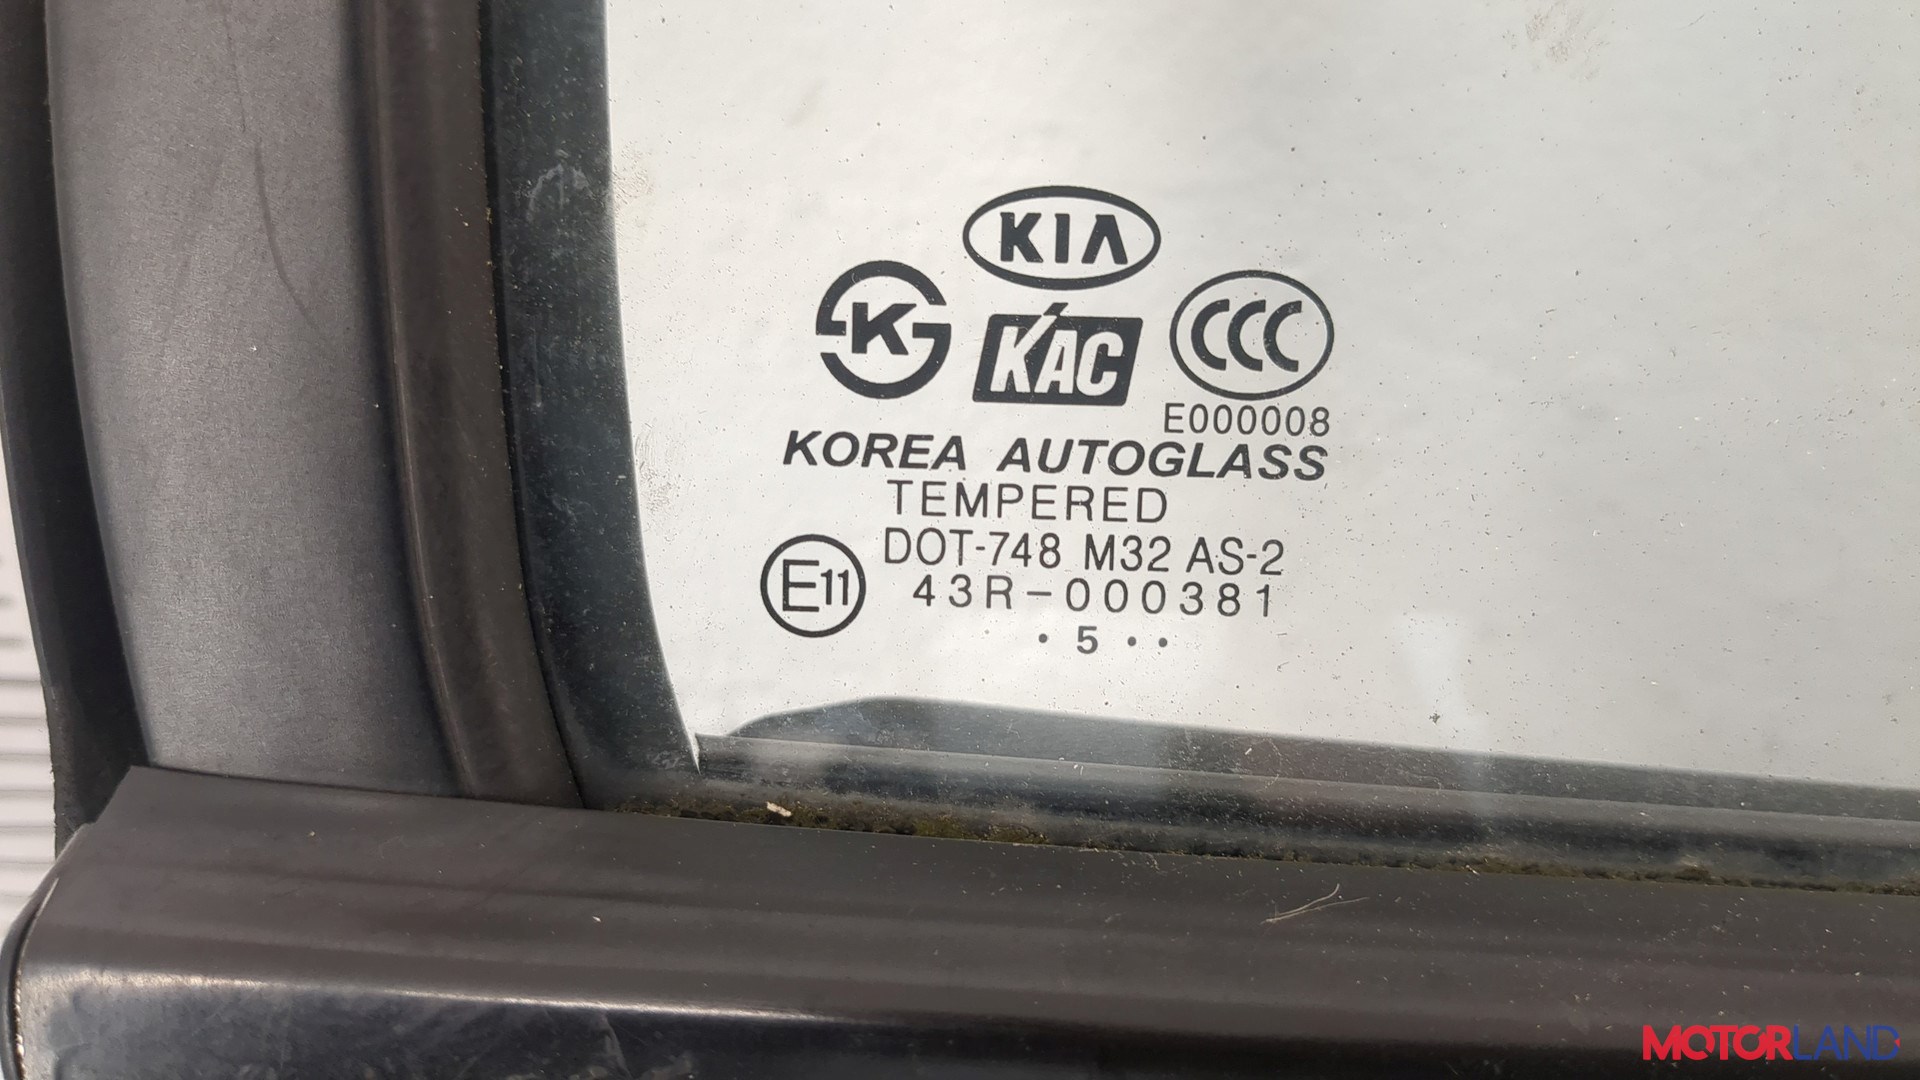 KIA
K
KAC
CCC
E000008
KOREA AUTOGLASS
TEMPERED
DOT-748 M32 AS-2
E11
43R-000381
· 5 · ·
MOTORLAND